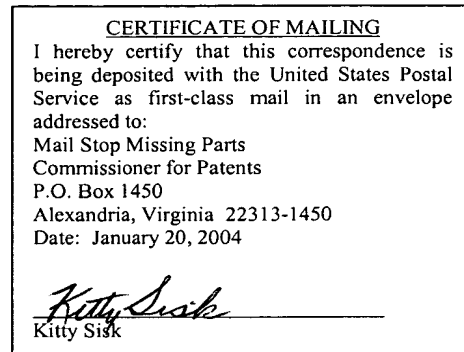 CERTIFICATE OF MAILING
I hereby certify that this correspondence is
being deposited with the United States Postal
Service as first-class mail in an envelope
addressed to:
Mail Stop Missing Parts
Commissioner for Patents
P.O. Box 1450
Alexandria, Virginia 22313-1450
Date: January 20, 2004
Kitty Sisk
Kitty Sisk